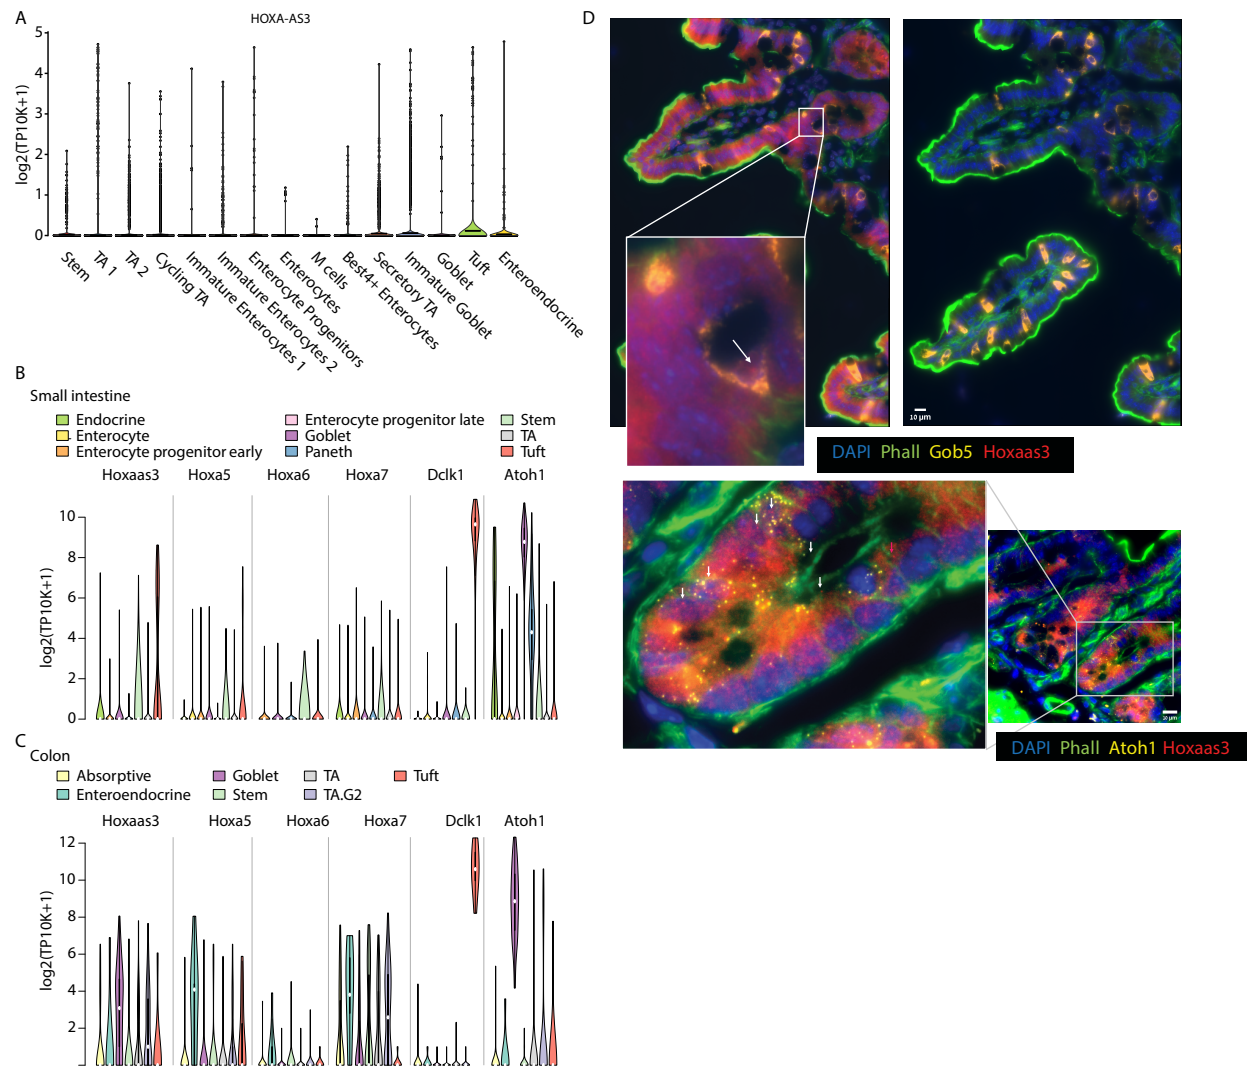 A
HOXA-AS3
log2(TP10K+1)
5
4
3
2
1
0
Stem
TA 1
TA 2
Cycling TA
Immature Enterocytes 1
Immature Enterocytes 2
Enterocyte Progenitors
Enterocytes
M cells
Best4+ Enterocytes
Secretory TA
Immature Goblet
Goblet
Tuft
Enteroendocrine
B
Small intestine
Endocrine
Enterocyte
Enterocyte progenitor early
Enterocyte progenitor late
Goblet
Paneth
Stem
TA
Tuft
Hoxaas3 Hoxa5 Hoxa6 Hoxa7 Dclk1 Atoh1
log2(TP10K+1)
10
8
6
4
2
0
C
Colon
Absorptive
Enteroendocrine
Goblet
Stem
TA
TA.G2
Tuft
Hoxaas3 Hoxa5 Hoxa6 Hoxa7 Dclk1 Atoh1
log2(TP10K+1)
12
10
8
6
4
2
D
10 µm
DAPI Phall Gob5 Hoxaas3
10 µm
DAPI Phall Atoh1 Hoxaas3